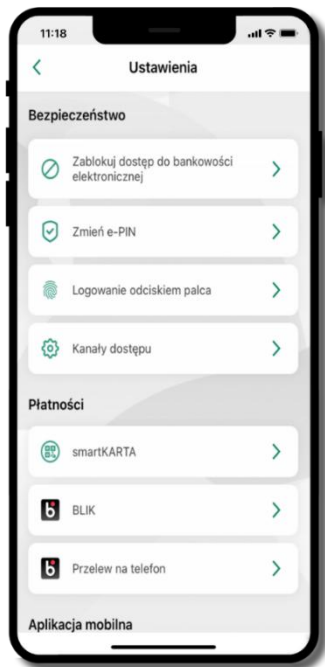 11:18
Ustawienia
Bezpieczeństwo
Zablokuj dostęp do bankowości
elektronicznej
Zmień e-PIN
Logowanie odciskiem palca
Kanały dostępu
Płatności
smartKARTA
BLIK
Przelew na telefon
Aplikacja mobilna